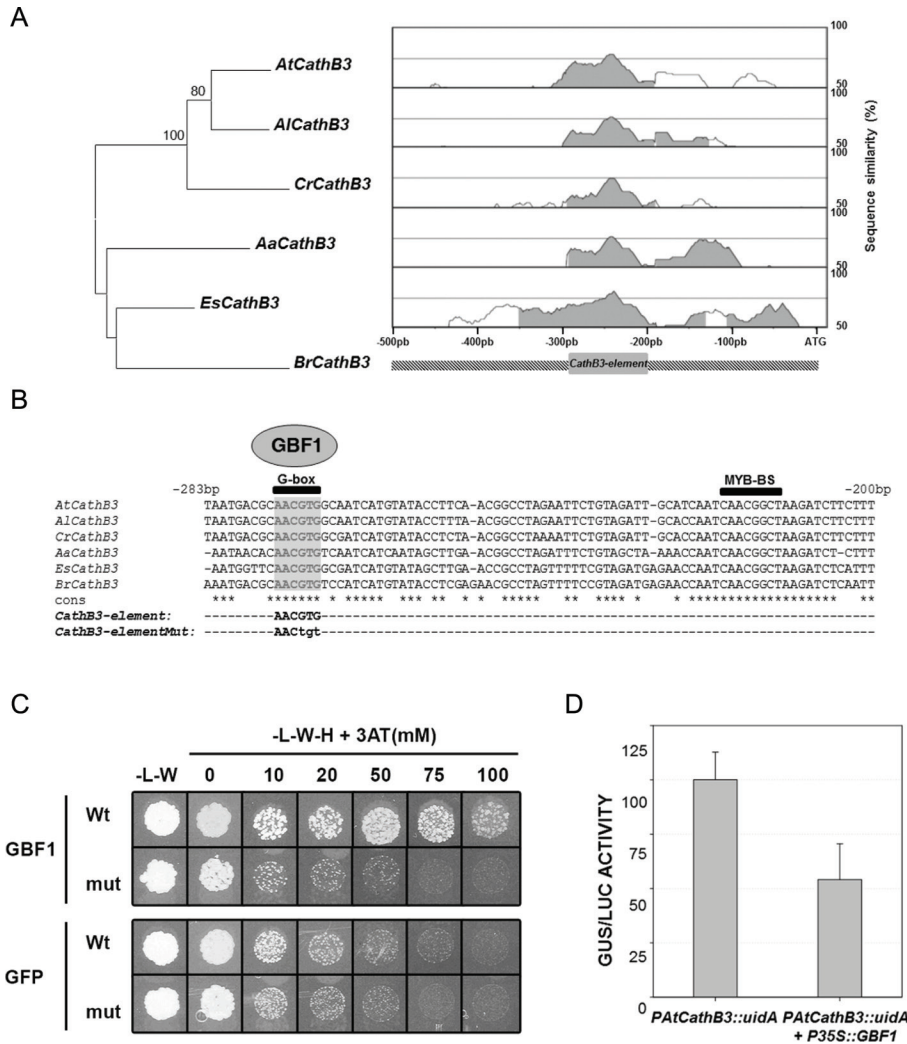 A
AtCathB3
80
AlCathB3
100
CrCathB3
AaCathB3
EsCathB3
BrCathB3
100
50
100
50
100
50
100
50
100
50
Sequence similarity (%)
-500pb -400pb -300pb -200pb -100pb ATG
CathB3-element
B
GBF1
G-box MYB-BS
-283bp -200bp
AtCathB3 TAATGACGCAACGTGGCAATCATGTATACCTTCA-ACGGCCTAGAATTCTGTAGATT-GCATCAATCAACGGCTAAGATCTTCTTT
AlCathB3 TAATGACGCAACGTGGCAATCATGTATACCTTTA-ACGGCCTAGAATTCTGTAGATT-GCACCAATCAACGGCTAAGATCTTCTTT
CrCathB3 TAATGACGCAACGTGGCGATCATGTATACCTCTA-ACGGCCTAAAATTCTGTAGATT-GCACCAATCAACGGCTAAGATCTTCTTT
AaCathB3 -AATAACACAACGTGTCAATCATCAATAGCTTGA-ACGGCCTAGATTTCTGTAGCTA-AAACCAATCAACGGCTAAGATCT-CTTT
EsCathB3 -AATGGTTCAACGTGGCGATCATGTATAGCTTGA-ACCGCCTAGTTTTTCGTAGATGAGAACCAATCAACGGCTAAGATCTTCTTT
BrCathB3 AAATGACGCAACGTGTCCATCATGTATACCTCGAGAACGCCTAGTTTTCCGTAGATGAGAACCAATCAACGGCTAAGATCTCAATT
cons
CathB3-element: AACGTG
CathB3-elementMut: AACtgt
C
-L-W-H + 3AT(mM)
-L-W 0 10 20 50 75 100
GBF1
Wt
mut
GFP
Wt
mut
D
GUS/LUC ACTIVITY
125
100
75
50
25
0
PAtCathB3::uidA PAtCathB3::uidA
+ P35S::GBF1